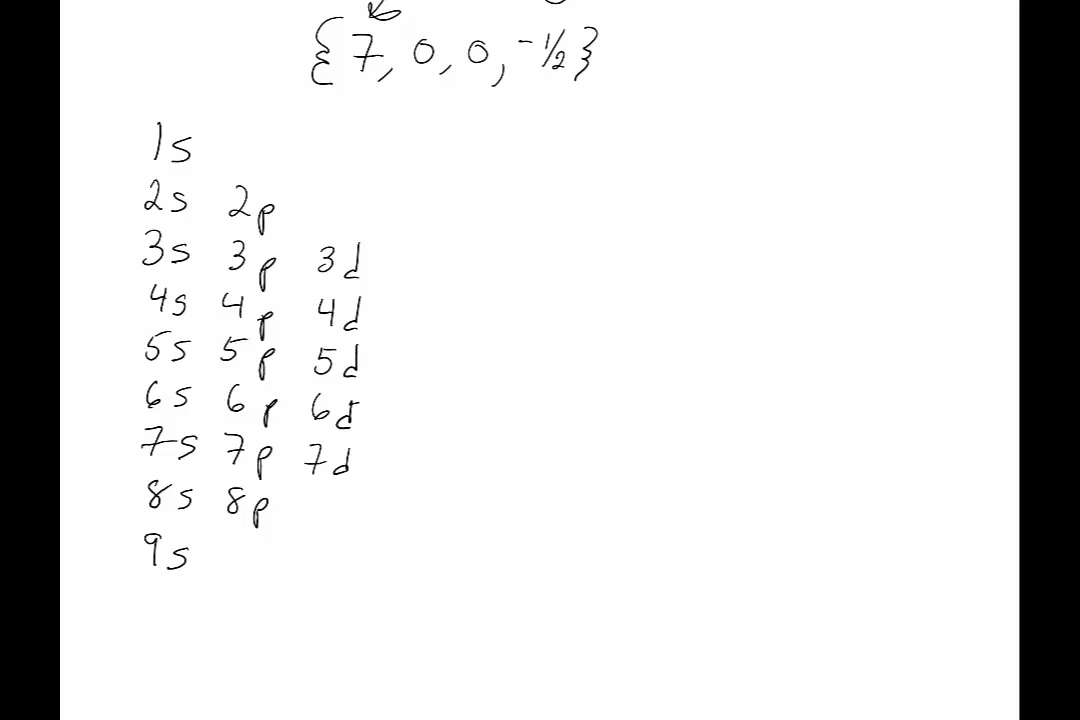 {7, 0, 0, -1/2}
1s
2s 2p
3s 3p 3d
4s 4p 4d
5s 5p 5d
6s 6p 6d
7s 7p 7d
8s 8p
9s